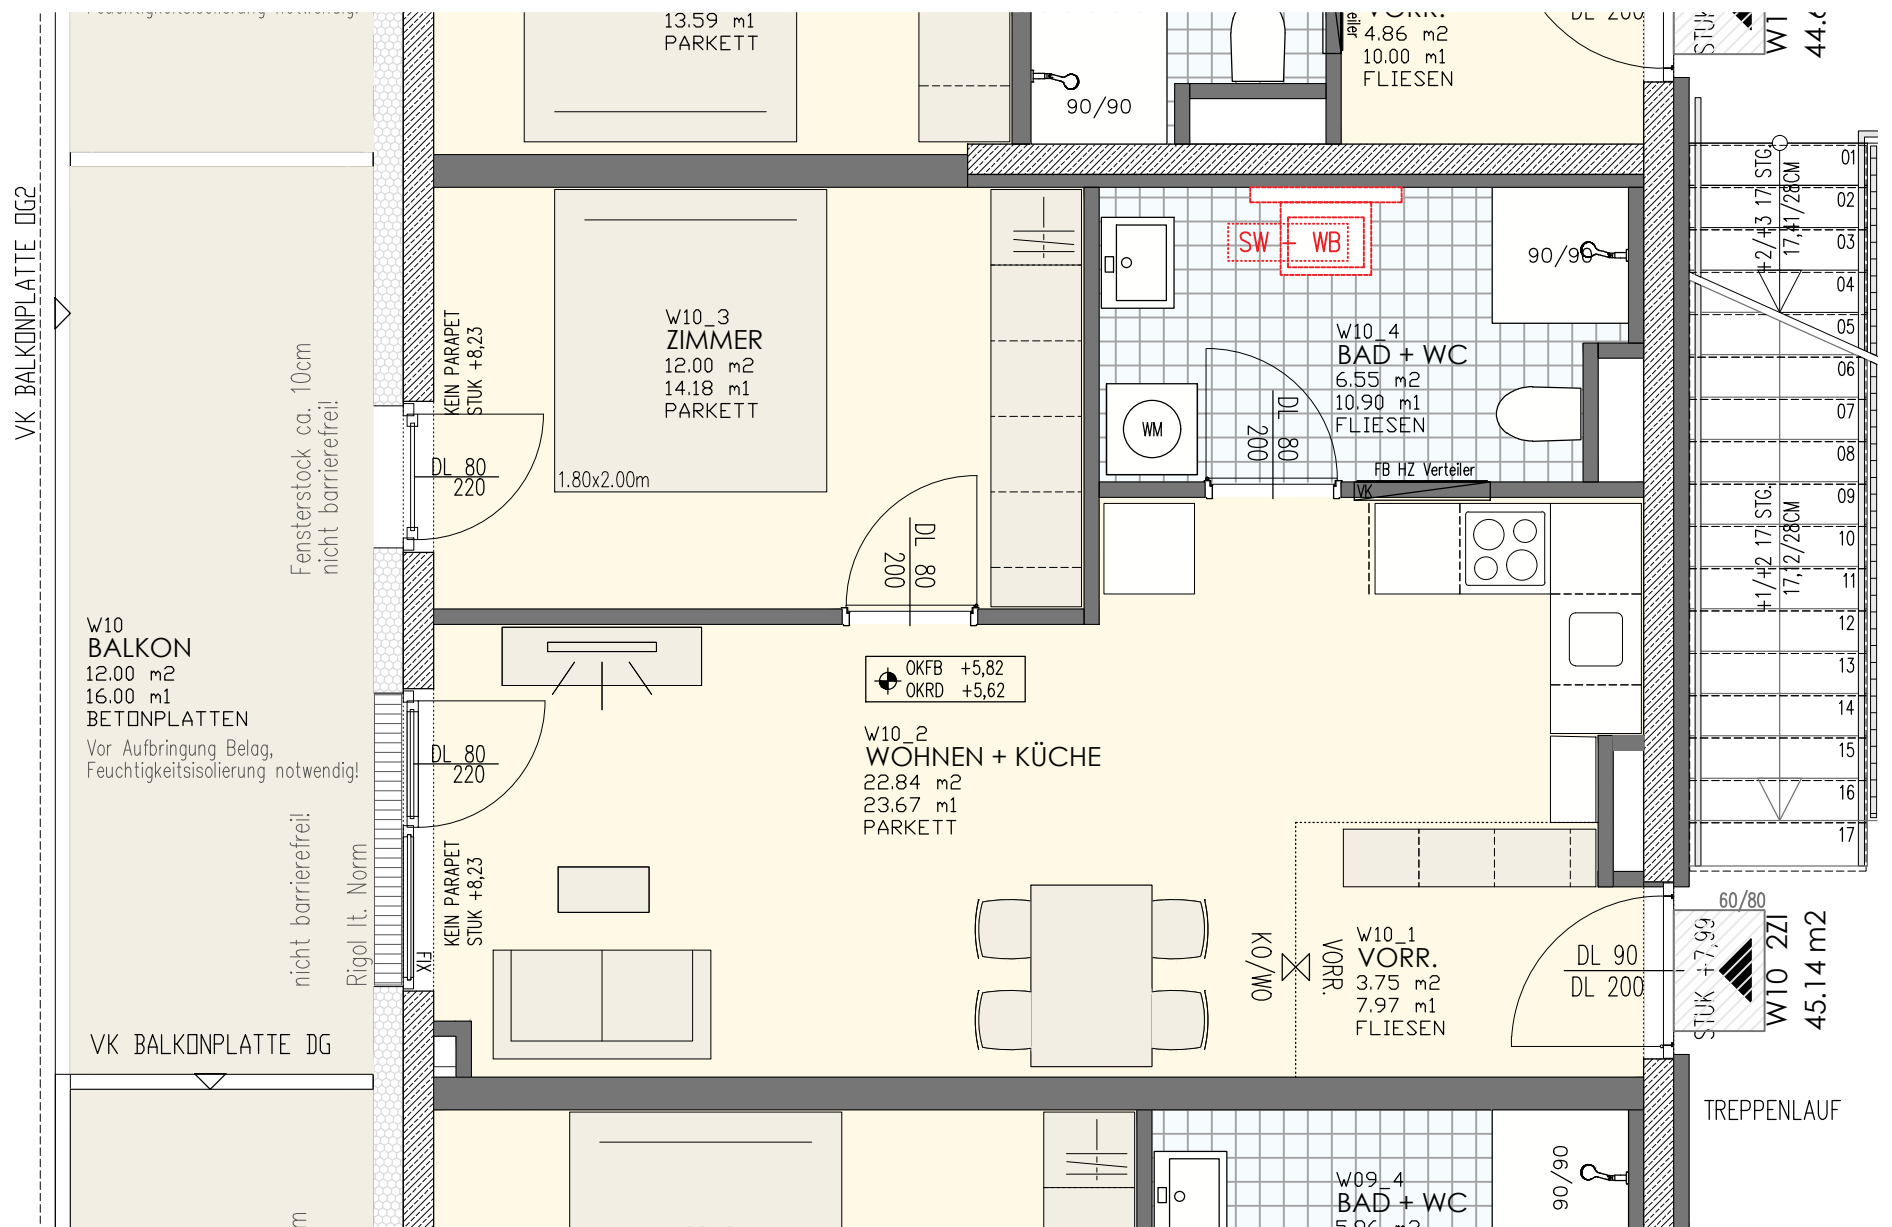 13.59 m1
PARKETT
90/90
4.86 m2
10.00 m1
FLIESEN
DL 200
STUK
W1
VK BALKONPLATTE DG2
KEIN PARAPET
STUK +8,23
W10_3
ZIMMER
12.00 m2
14.18 m1
PARKETT
1.80x2.00m
DL 80
220
DL 80
200
SW - WB
90/90
W10_4
BAD + WC
6.55 m2
10.90 m1
FLIESEN
WM
DL 80
200
FB HZ Verteiler
VK
Fensterstock ca. 10cm
nicht barrierefrei!
W10
BALKON
12.00 m2
16.00 m1
BETONPLATTEN
Vor Aufbringung Belag,
Feuchtigkeitsisolierung notwendig!
nicht barrierefrei!
Rigol lt. Norm
VK BALKONPLATTE DG
DL 80
220
KEIN PARAPET
STUK +8,23
FIX
OKFB +5,82
OKRD +5,62
W10_2
WOHNEN + KÜCHE
22.84 m2
23.67 m1
PARKETT
KO/WO
VORR.
W10_1
VORR.
3.75 m2
7.97 m1
FLIESEN
DL 90
DL 200
60/80
STUK +7,99
W10 2ZI
45.14 m2
+2/+3 17 STG.
17,41/28CM
+1/+2 17 STG.
17,12/28CM
01
02
03
04
05
06
07
08
09
10
11
12
13
14
15
16
17
TREPPENLAUF
W09_4
BAD + WC
90/90